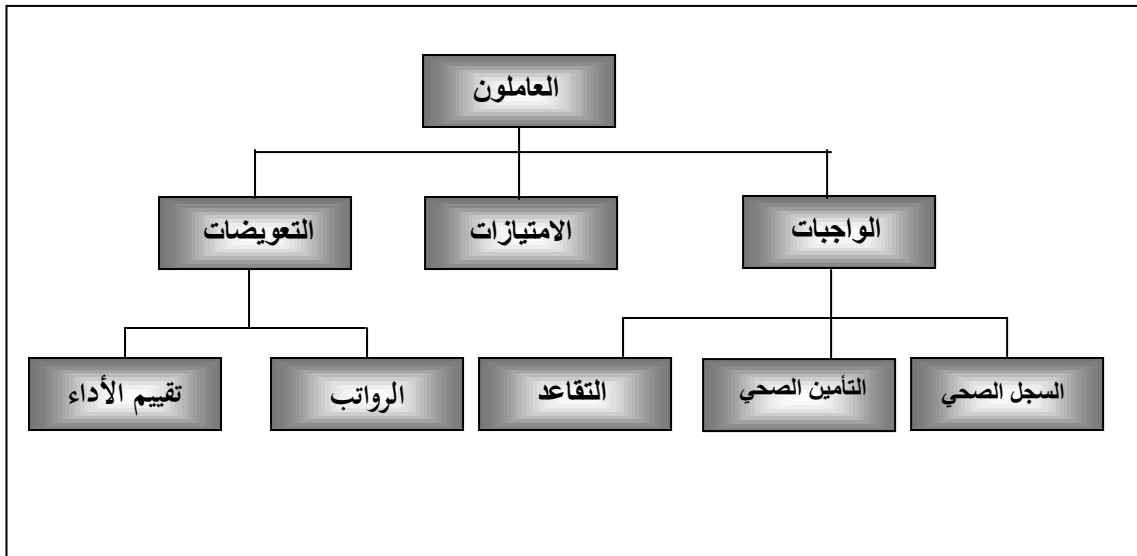 العاملون
الواجبات
الامتيازات
التعويضات
السجل الصحي
التأمين الصحي
التقاعد
الرواتب
تقييم الأداء